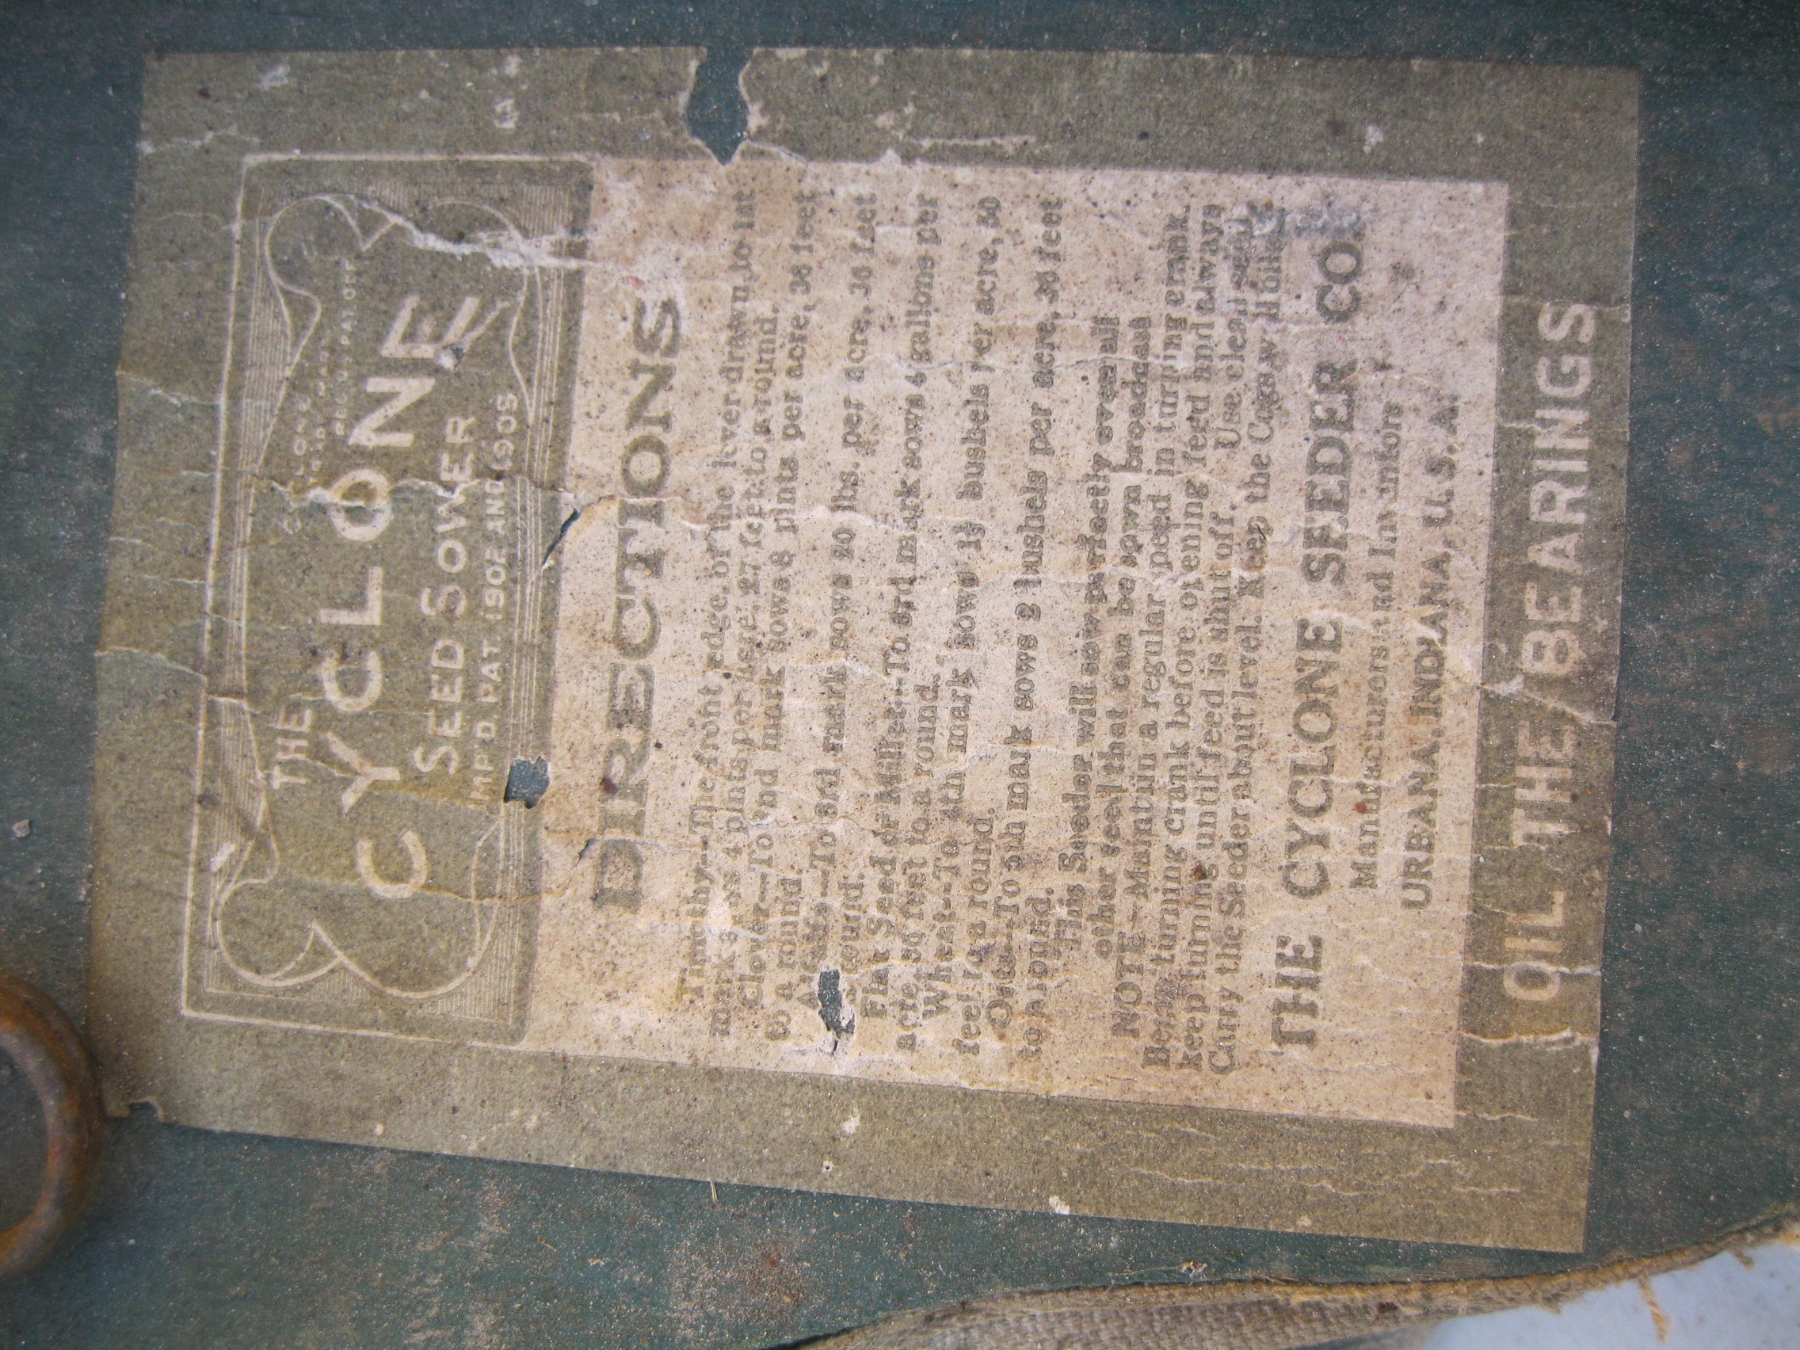 THE
CYCLONE
SEED SOWER
IMP'D. PAT. 1902 AND 1905
DIRECTIONS
Timothy--The front edge of the lever drawn to 1st
mark sows 4 pints per acre, 27 feet to a round.
Clover--To 2nd mark sows 8 pints per acre, 36 feet
to a round.
--To 3rd mark sows 20 lbs. per acre, 36 feet
round.
Flax Seed or Millet--To 3rd mark sows 4 gallons per
acre, 30 feet to a round.
Wheat--To 4th mark sows 1½ bushels per acre, 50
feet to a round.
Oats--To 5th mark sows 2 bushels per acre, 36 feet
to a round.
This Seeder will sow perfectly even all
other seed that can be sown broadcast
NOTE--Maintain a regular speed in turning crank.
Begin turning crank before opening feed and always
keep turning until feed is shut off. Use clean seed.
Carry the Seeder about level. Keep the Cogs well oiled.
THE CYCLONE SEEDER CO.
Manufacturers and Inventors
URBANA, INDIANA, U. S. A.
OIL THE BEARINGS